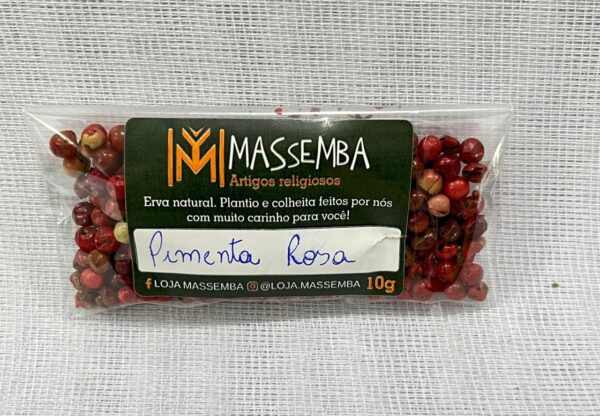 MASSEMBA
Artigos religiosos
Erva natural. Plantio e colheita feitos por nós
com muito carinho para você!
Pimenta Rosa
f LOJA MASSEMBA @LOJA.MASSEMBA 10g